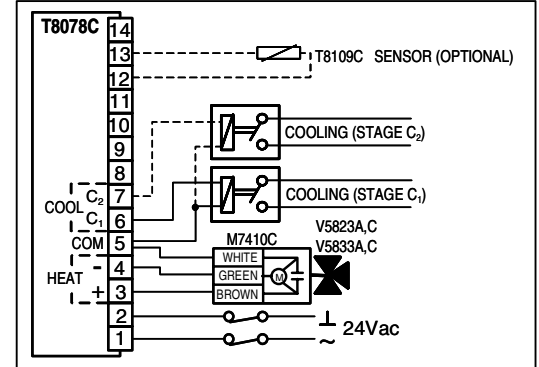 T8078C
14
13
12
11
10
9
8
7
6
5
4
3
2
1
T8109C SENSOR (OPTIONAL)
COOLING (STAGE C₂)
COOLING (STAGE C₁)
COOL
C₂
C₁
COM
HEAT
-
+
M7410C
WHITE
GREEN
BROWN
M
V5823A,C
V5833A,C
24Vac
~